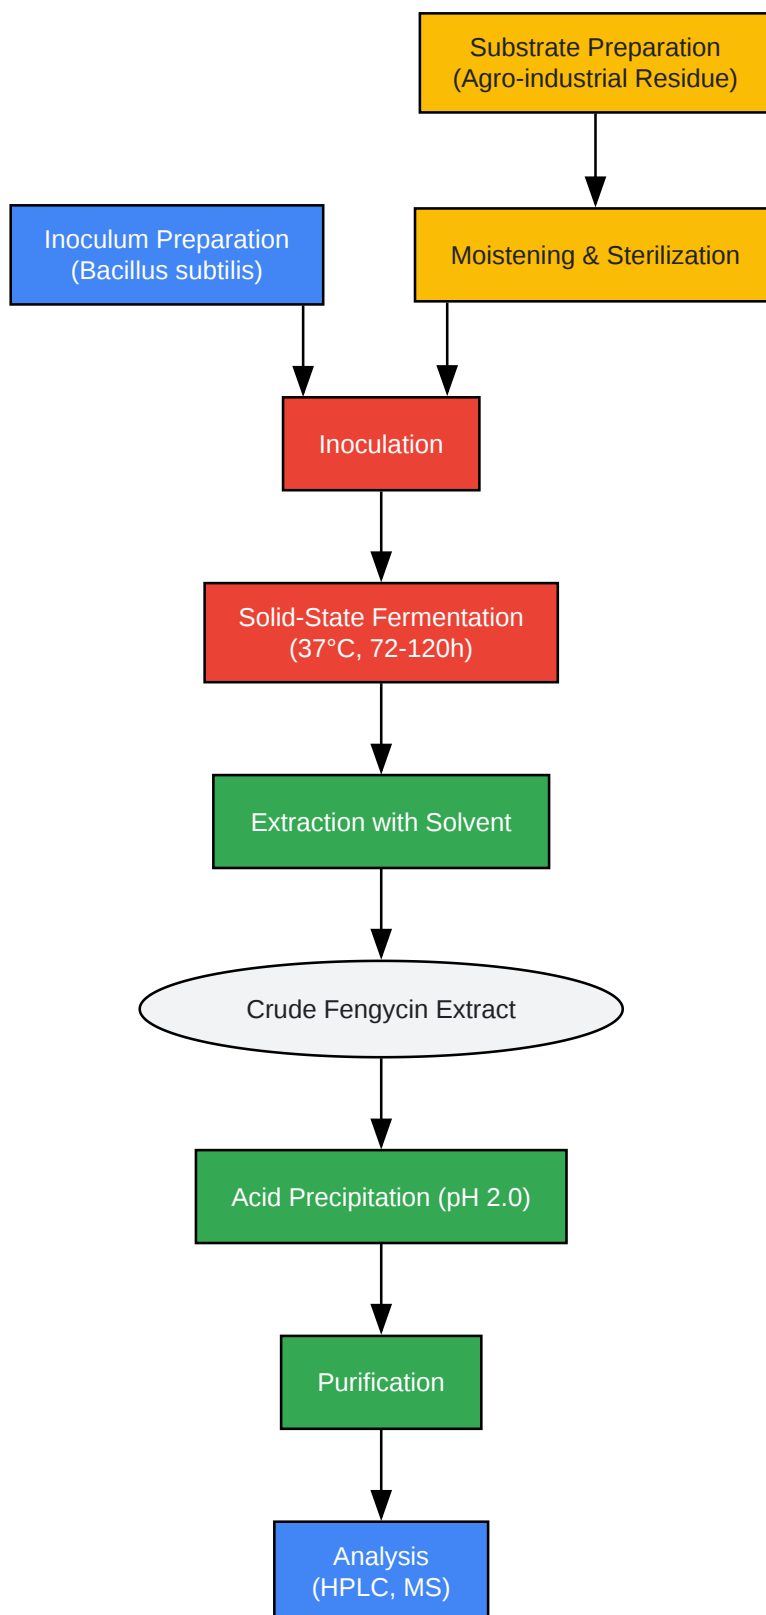 Substrate Preparation
(Agro-industrial Residue)
Inoculum Preparation
(Bacillus subtilis)
Moistening & Sterilization
Inoculation
Solid-State Fermentation
(37°C, 72-120h)
Extraction with Solvent
Crude Fengycin Extract
Acid Precipitation (pH 2.0)
Purification
Analysis
(HPLC, MS)